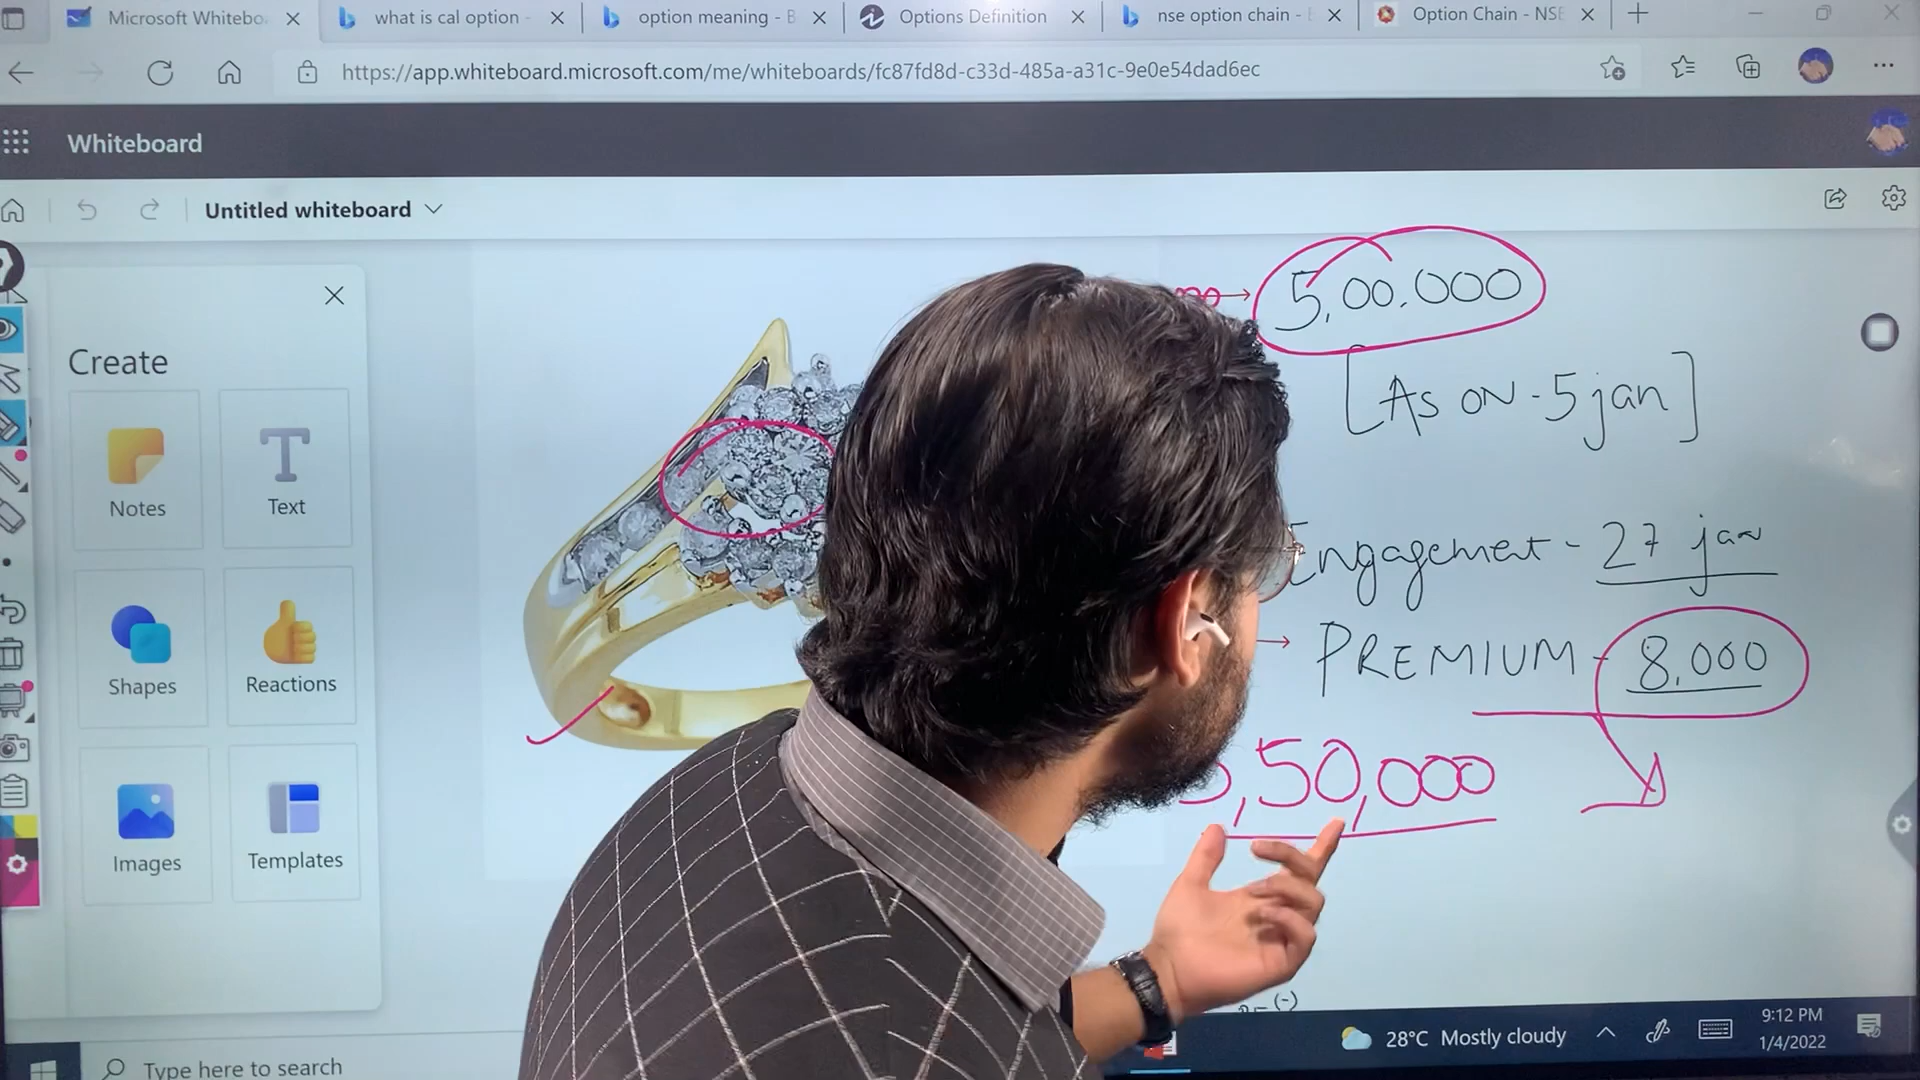 Microsoft Whitebo
what is cal option -
option meaning - B
Options Definition
nse option chain -
Option Chain - NSE
https://app.whiteboard.microsoft.com/me/whiteboards/fc87fd8d-c33d-485a-a31c-9e0e54dad6ec
Whiteboard
Untitled whiteboard
Create
Notes
Text
Shapes
Reactions
Images
Templates
5,00,000
[As ON - 5 jan]
Engagement - 27 jan
PREMIUM - 8,000
5,50,000
Type here to search
28°C Mostly cloudy
9:12 PM
1/4/2022